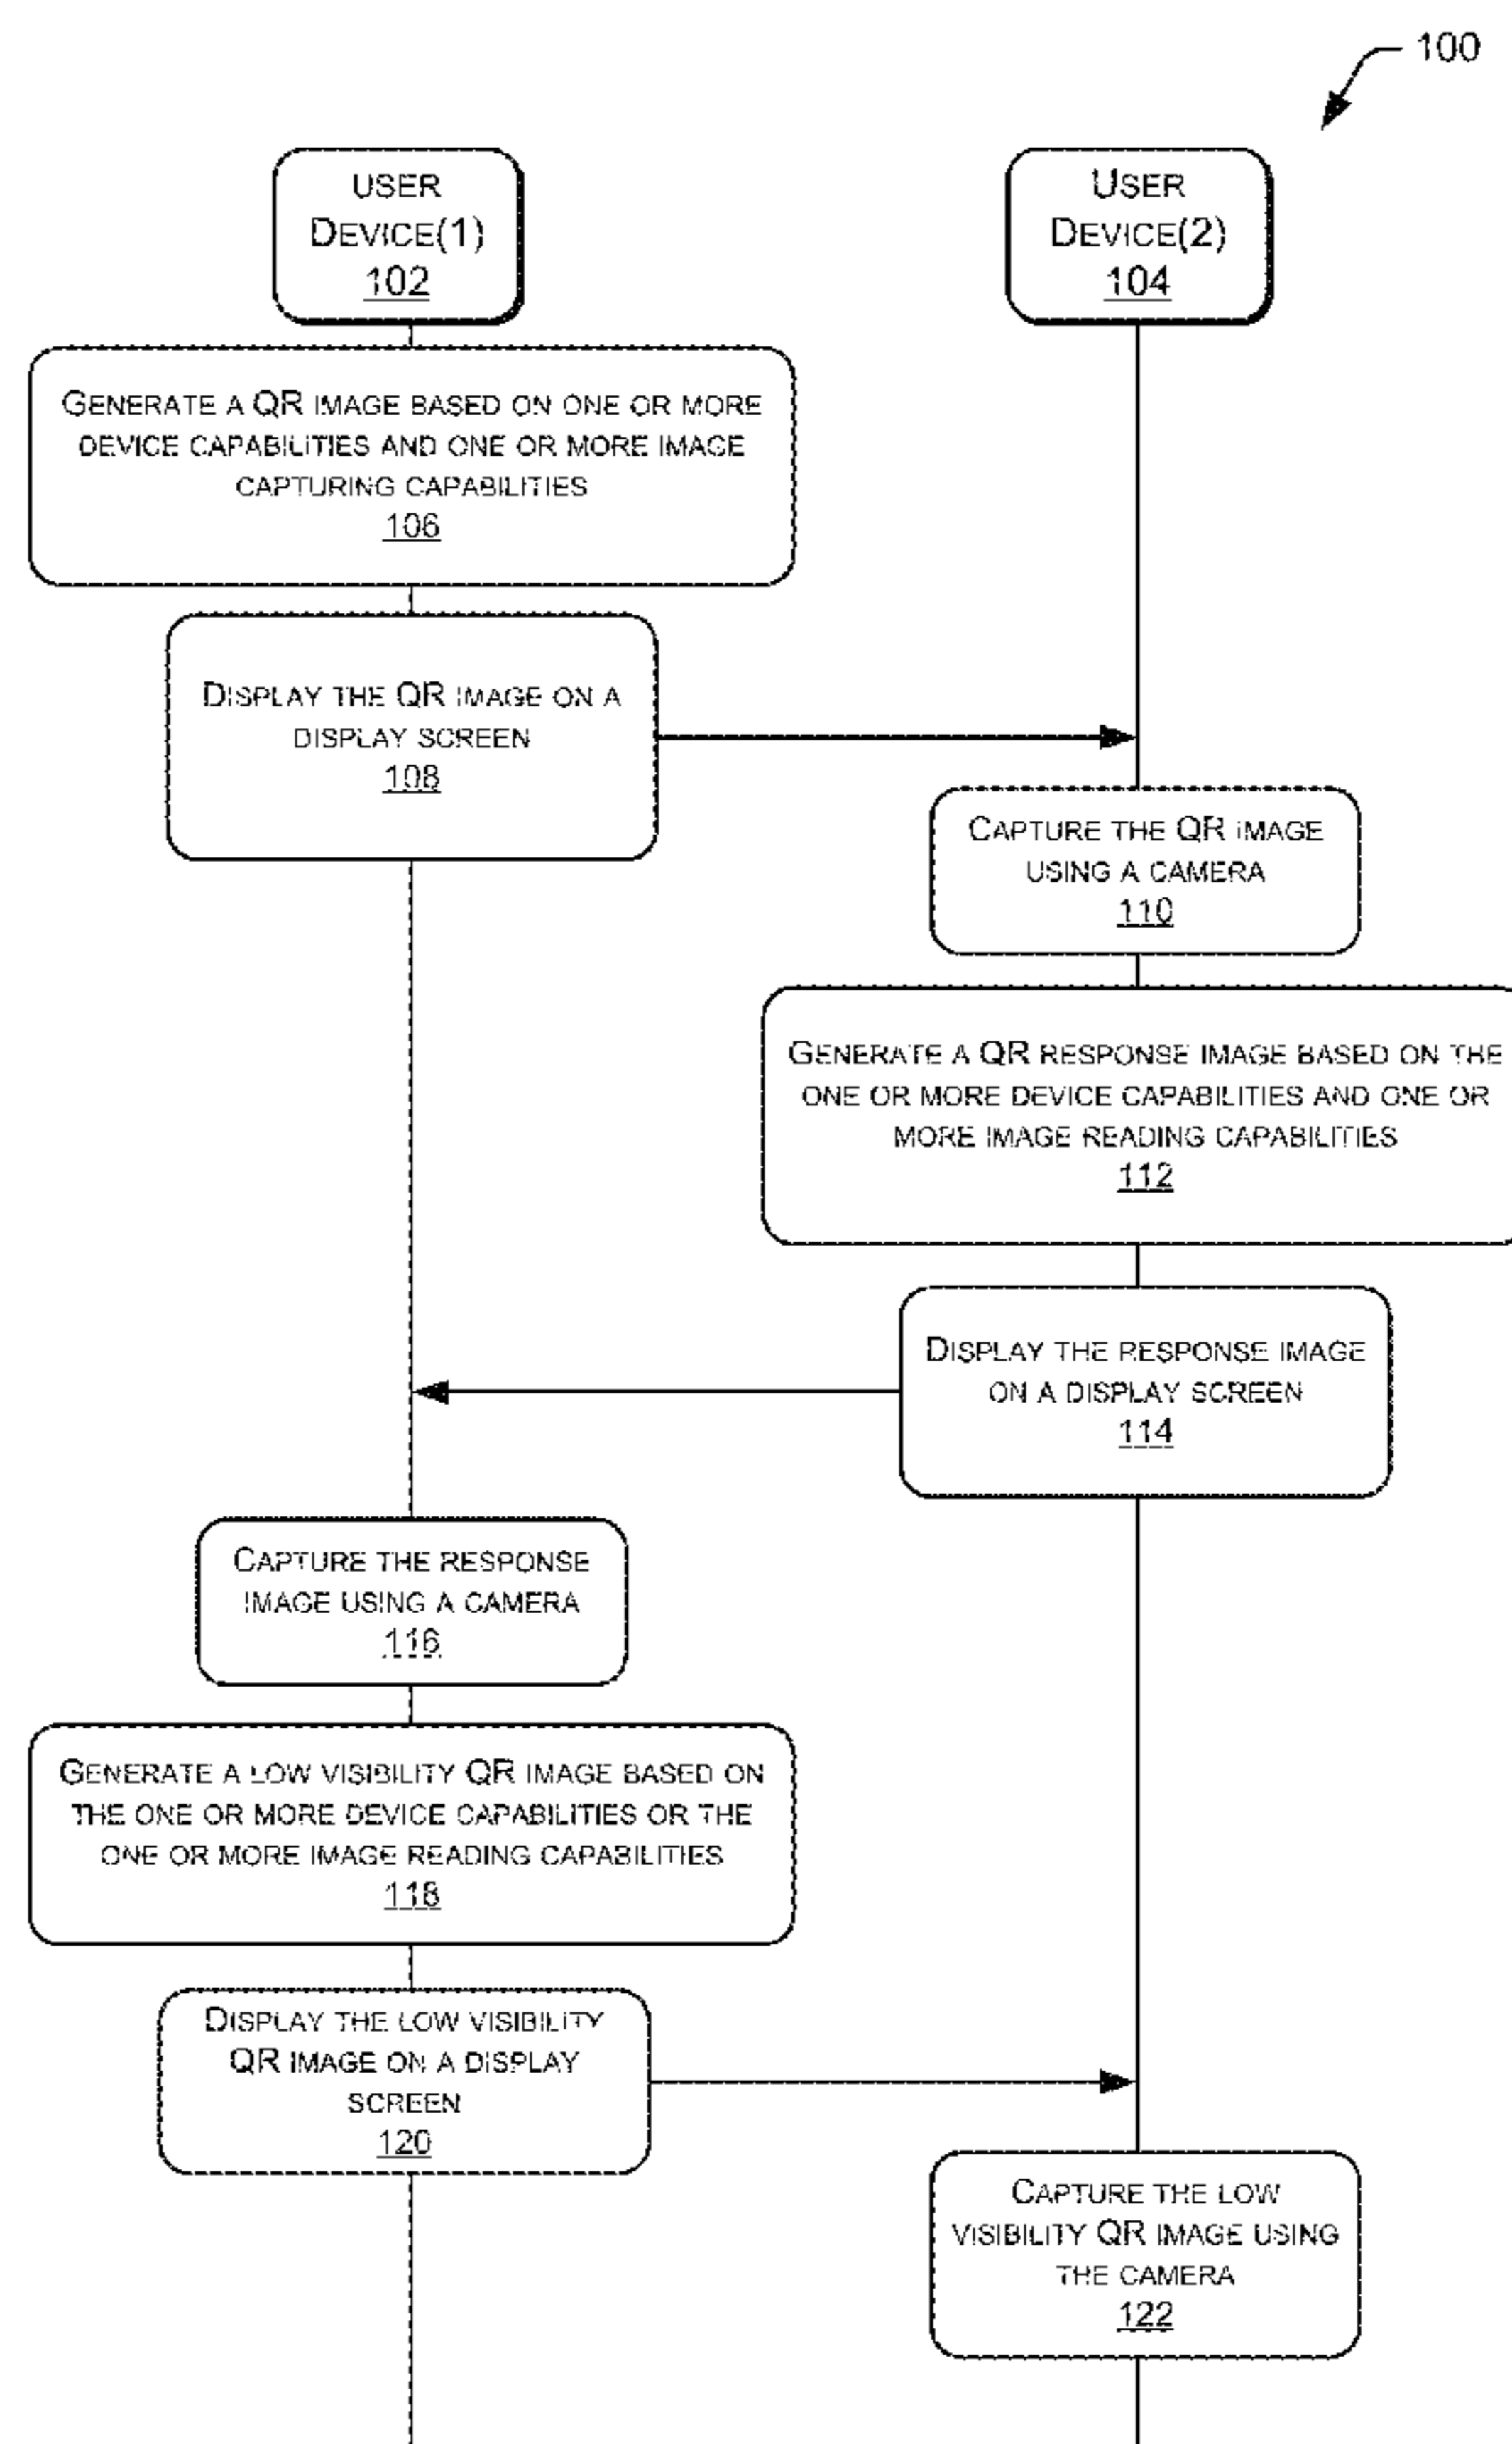 100
USER
DEVICE(1)
102
USER
DEVICE(2)
104
GENERATE A QR IMAGE BASED ON ONE OR MORE
DEVICE CAPABILITIES AND ONE OR MORE IMAGE
CAPTURING CAPABILITIES
106
DISPLAY THE QR IMAGE ON A
DISPLAY SCREEN
108
CAPTURE THE QR IMAGE
USING A CAMERA
110
GENERATE A QR RESPONSE IMAGE BASED ON THE
ONE OR MORE DEVICE CAPABILITIES AND ONE OR
MORE IMAGE READING CAPABILITIES
112
DISPLAY THE RESPONSE IMAGE
ON A DISPLAY SCREEN
114
CAPTURE THE RESPONSE
IMAGE USING A CAMERA
116
GENERATE A LOW VISIBILITY QR IMAGE BASED ON
THE ONE OR MORE DEVICE CAPABILITIES OR THE
ONE OR MORE IMAGE READING CAPABILITIES
118
DISPLAY THE LOW VISIBILITY
QR IMAGE ON A DISPLAY
SCREEN
120
CAPTURE THE LOW
VISIBILITY QR IMAGE USING
THE CAMERA
122